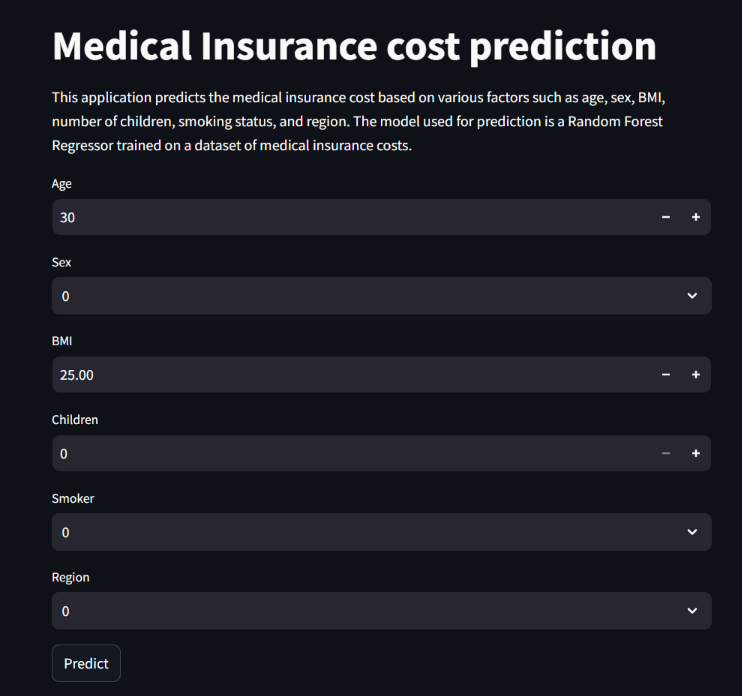 Medical Insurance cost prediction
This application predicts the medical insurance cost based on various factors such as age, sex, BMI,
number of children, smoking status, and region. The model used for prediction is a Random Forest
Regressor trained on a dataset of medical insurance costs.
Age
30
Sex
0
BMI
25.00
Children
0
Smoker
0
Region
0
Predict